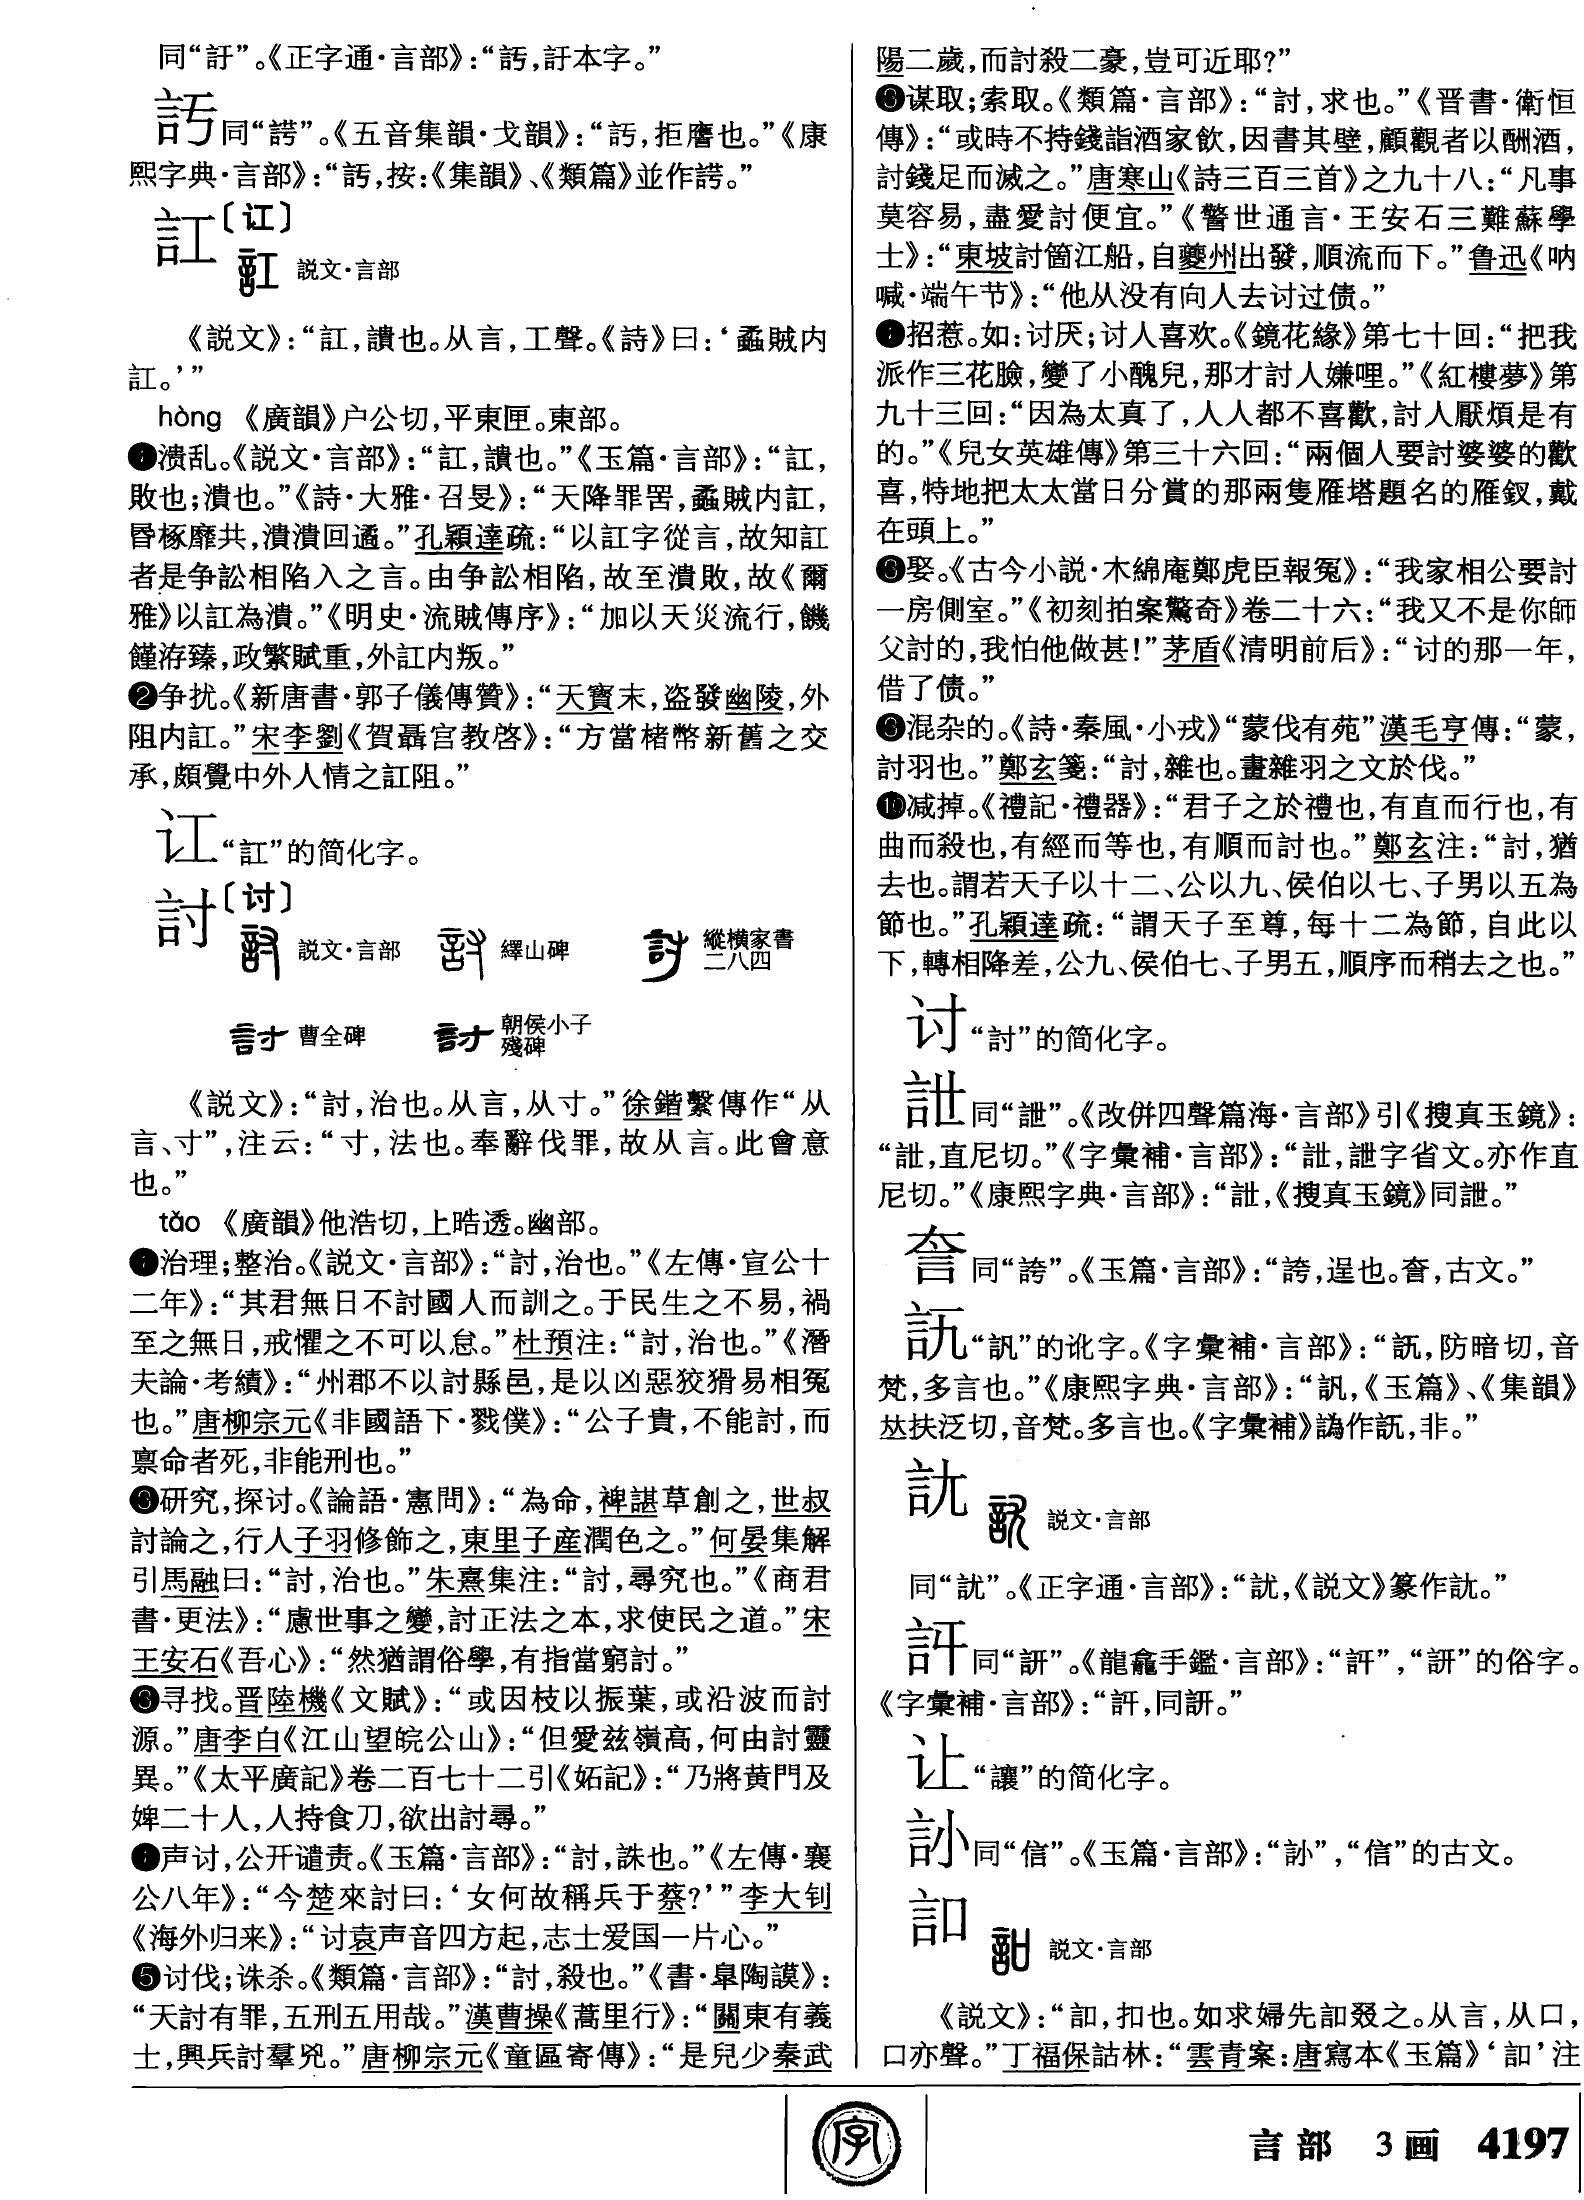 同“訏”。《正字通·言部》：“䚽，訏本字。”
䚽同“諤”。《五音集韻·戈韻》：“䚽，拒譍也。”《康
熙字典·言部》：“䚽，按：《集韻》、《類篇》並作諤。”
訌〔讧〕
説文·言部
《説文》：“訌，讃也。从言，工聲。《詩》曰：‘蟊賊内
訌。’”
hòng 《廣韻》户公切，平東匣。東部。
❶溃乱。《説文·言部》：“訌，讃也。”《玉篇·言部》：“訌，
敗也；潰也。”《詩·大雅·召旻》：“天降罪罟，蟊賊内訌，
昬椓靡共，潰潰回遹。”孔穎達疏：“以訌字從言，故知訌
者是争訟相陷入之言。由争訟相陷，故至潰敗，故《爾
雅》以訌為潰。”《明史·流賊傳序》：“加以天災流行，饑
饉洊臻，政繁賦重，外訌内叛。”
❷争扰。《新唐書·郭子儀傳贊》：“天寶末，盗發幽陵，外
阻内訌。”宋李劉《賀聶宫教啓》：“方當楮幣新舊之交
承，頗覺中外人情之訌阻。”
讧“訌”的简化字。
討〔讨〕
説文·言部 繹山碑 縱横家書
二八四
曹全碑 朝侯小子
殘碑
《説文》：“討，治也。从言，从寸。”徐鍇繫傳作“从
言、寸”，注云：“寸，法也。奉辭伐罪，故从言。此會意
也。”
tǎo 《廣韻》他浩切，上晧透。幽部。
❶治理；整治。《説文·言部》：“討，治也。”《左傳·宣公十
二年》：“其君無日不討國人而訓之。于民生之不易，禍
至之無日，戒懼之不可以怠。”杜預注：“討，治也。”《潛
夫論·考績》：“州郡不以討縣邑，是以凶惡狡猾易相冤
也。”唐柳宗元《非國語下·戮僕》：“公子貴，不能討，而
禀命者死，非能刑也。”
❷研究，探讨。《論語·憲問》：“為命，裨諶草創之，世叔
討論之，行人子羽修飾之，東里子産潤色之。”何晏集解
引馬融曰：“討，治也。”朱熹集注：“討，尋究也。”《商君
書·更法》：“慮世事之變，討正法之本，求使民之道。”宋
王安石《吾心》：“然猶謂俗學，有指當窮討。”
❸寻找。晋陸機《文賦》：“或因枝以振葉，或沿波而討
源。”唐李白《江山望皖公山》：“但愛兹嶺高，何由討靈
異。”《太平廣記》卷二百七十二引《妬記》：“乃將黄門及
婢二十人，人持食刀，欲出討尋。”
❹声讨，公开谴责。《玉篇·言部》：“討，誅也。”《左傳·襄
公八年》：“今楚來討曰：‘女何故稱兵于蔡？’”李大钊
《海外归来》：“讨袁声音四方起，志士爱国一片心。”
❺讨伐；诛杀。《類篇·言部》：“討，殺也。”《書·皐陶謨》：
“天討有罪，五刑五用哉。”漢曹操《蒿里行》：“關東有義
士，興兵討羣兇。”唐柳宗元《童區寄傳》：“是兒少秦武
陽二歲，而討殺二豪，豈可近耶？”
❻谋取；索取。《類篇·言部》：“討，求也。”《晋書·衛恒
傳》：“或時不持錢詣酒家飲，因書其壁，顧觀者以酬酒，
討錢足而滅之。”唐寒山《詩三百三首》之九十八：“凡事
莫容易，盡愛討便宜。”《警世通言·王安石三難蘇學
士》：“東坡討箇江船，自夔州出發，順流而下。”鲁迅《呐
喊·端午节》：“他从没有向人去讨过债。”
❼招惹。如：讨厌；讨人喜欢。《鏡花緣》第七十回：“把我
派作三花臉，變了小醜兒，那才討人嫌哩。”《紅樓夢》第
九十三回：“因為太真了，人人都不喜歡，討人厭煩是有
的。”《兒女英雄傳》第三十六回：“兩個人要討婆婆的歡
喜，特地把太太當日分賞的那兩隻雁塔題名的雁釵，戴
在頭上。”
❽娶。《古今小説·木綿庵鄭虎臣報冤》：“我家相公要討
一房側室。”《初刻拍案驚奇》卷二十六：“我又不是你師
父討的，我怕他做甚！”茅盾《清明前后》：“讨的那一年，
借了债。”
❾混杂的。《詩·秦風·小戎》“蒙伐有苑”漢毛亨傳：“蒙，
討羽也。”鄭玄箋：“討，雜也。畫雜羽之文於伐。”
❿减掉。《禮記·禮器》：“君子之於禮也，有直而行也，有
曲而殺也，有經而等也，有順而討也。”鄭玄注：“討，猶
去也。謂若天子以十二、公以九、侯伯以七、子男以五為
節也。”孔穎達疏：“謂天子至尊，每十二為節，自此以
下，轉相降差，公九、侯伯七、子男五，順序而稍去之也。”
讨“討”的简化字。
同“詍”。《改併四聲篇海·言部》引《搜真玉鏡》：
直尼切。”《字彙補·言部》：詍字省文。亦作直
尼切。”《康熙字典·言部》：《搜真玉鏡》同詍。”
同“誇”。《玉篇·言部》：“誇，逞也。古文。”
訉“訉”的讹字。《字彙補·言部》：防暗切，音
梵，多言也。”《康熙字典·言部》：“訉，《玉篇》、《集韻》
𠀤扶泛切，音梵。多言也。《字彙補》譌作非。”
説文·言部
同“訧”。《正字通·言部》：“訧，《説文》篆作
訐同“訮”。《龍龕手鑑·言部》：“訮”的俗字。
《字彙補·言部》：同訮。”
让“讓”的简化字。
訫同“信”。《玉篇·言部》：“信”的古文。
訆
説文·言部
《説文》：“訩，扣也。如求婦先訩叕之。从言，从口，
口亦聲。”丁福保詁林：“雲青案：唐寫本《玉篇》‘訩’注
言部 3画 4197